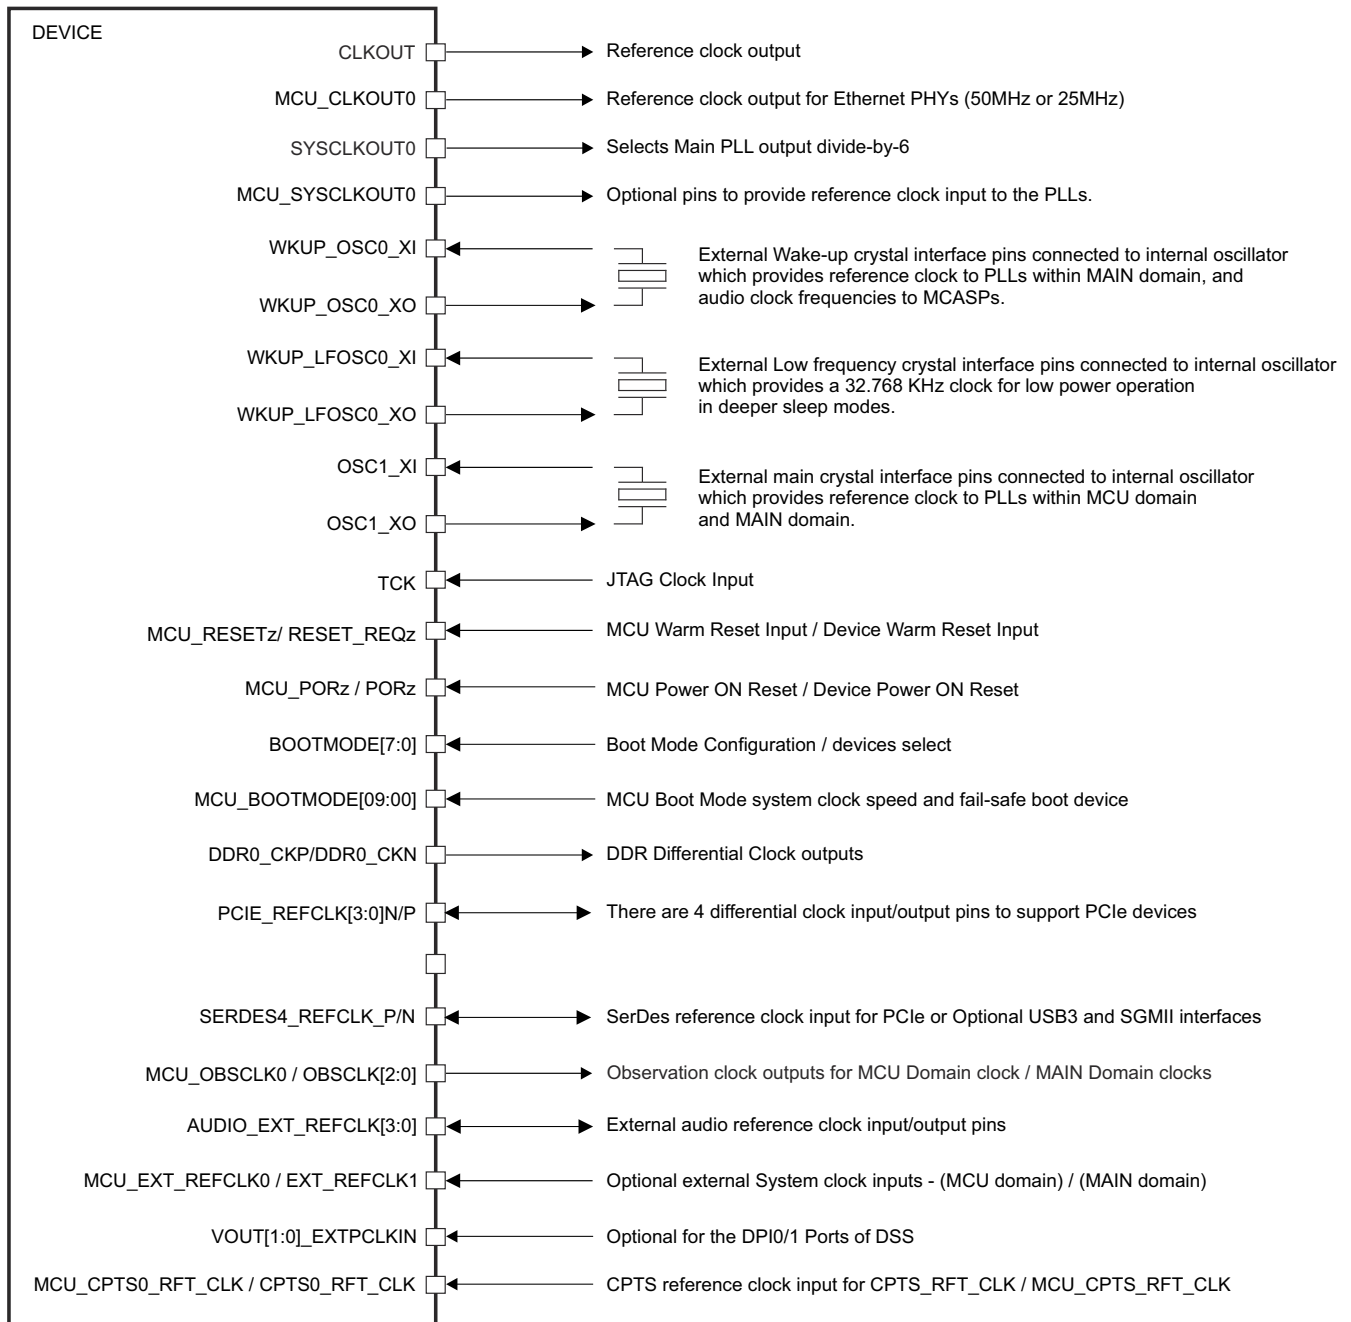 DEVICE
CLKOUT Reference clock output
MCU_CLKOUT0 Reference clock output for Ethernet PHYs (50MHz or 25MHz)
SYSCLKOUT0 Selects Main PLL output divide-by-6
MCU_SYSCLKOUT0 Optional pins to provide reference clock input to the PLLs.
WKUP_OSC0_XI
External Wake-up crystal interface pins connected to internal oscillator
which provides reference clock to PLLs within MAIN domain, and
audio clock frequencies to MCASPs.
WKUP_OSC0_XO
WKUP_LFOSC0_XI
External Low frequency crystal interface pins connected to internal oscillator
which provides a 32.768 KHz clock for low power operation
in deeper sleep modes.
WKUP_LFOSC0_XO
OSC1_XI
External main crystal interface pins connected to internal oscillator
which provides reference clock to PLLs within MCU domain
and MAIN domain.
OSC1_XO
TCK JTAG Clock Input
MCU_RESETz/ RESET_REQz MCU Warm Reset Input / Device Warm Reset Input
MCU_PORz / PORz MCU Power ON Reset / Device Power ON Reset
BOOTMODE[7:0] Boot Mode Configuration / devices select
MCU_BOOTMODE[09:00] MCU Boot Mode system clock speed and fail-safe boot device
DDR0_CKP/DDR0_CKN DDR Differential Clock outputs
PCIE_REFCLK[3:0]N/P There are 4 differential clock input/output pins to support PCIe devices
SERDES4_REFCLK_P/N SerDes reference clock input for PCIe or Optional USB3 and SGMII interfaces
MCU_OBSCLK0 / OBSCLK[2:0] Observation clock outputs for MCU Domain clock / MAIN Domain clocks
AUDIO_EXT_REFCLK[3:0] External audio reference clock input/output pins
MCU_EXT_REFCLK0 / EXT_REFCLK1 Optional external System clock inputs - (MCU domain) / (MAIN domain)
VOUT[1:0]_EXTPCLKIN Optional for the DPI0/1 Ports of DSS
MCU_CPTS0_RFT_CLK / CPTS0_RFT_CLK CPTS reference clock input for CPTS_RFT_CLK / MCU_CPTS_RFT_CLK